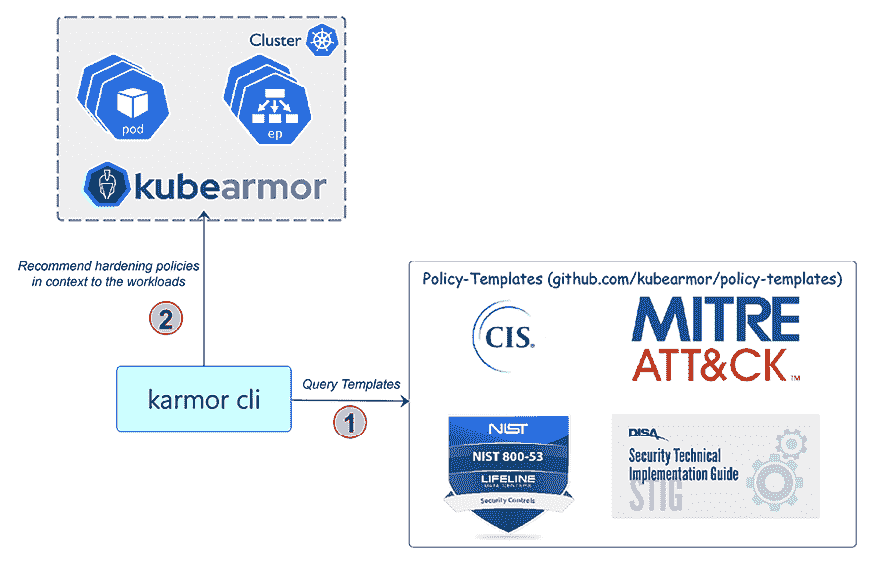 Cluster
pod
ep
kubearmor
Recommend hardening policies
in context to the workloads
2
karmor cli
Query Templates
1
Policy-Templates (github.com/kubearmor/policy-templates)
CIS®
MITRE
ATT&CK™
NIST
NIST 800-53
LIFELINE
DATA CENTERS
Security Controls
DISA
Security Technical
Implementation Guide
STIG